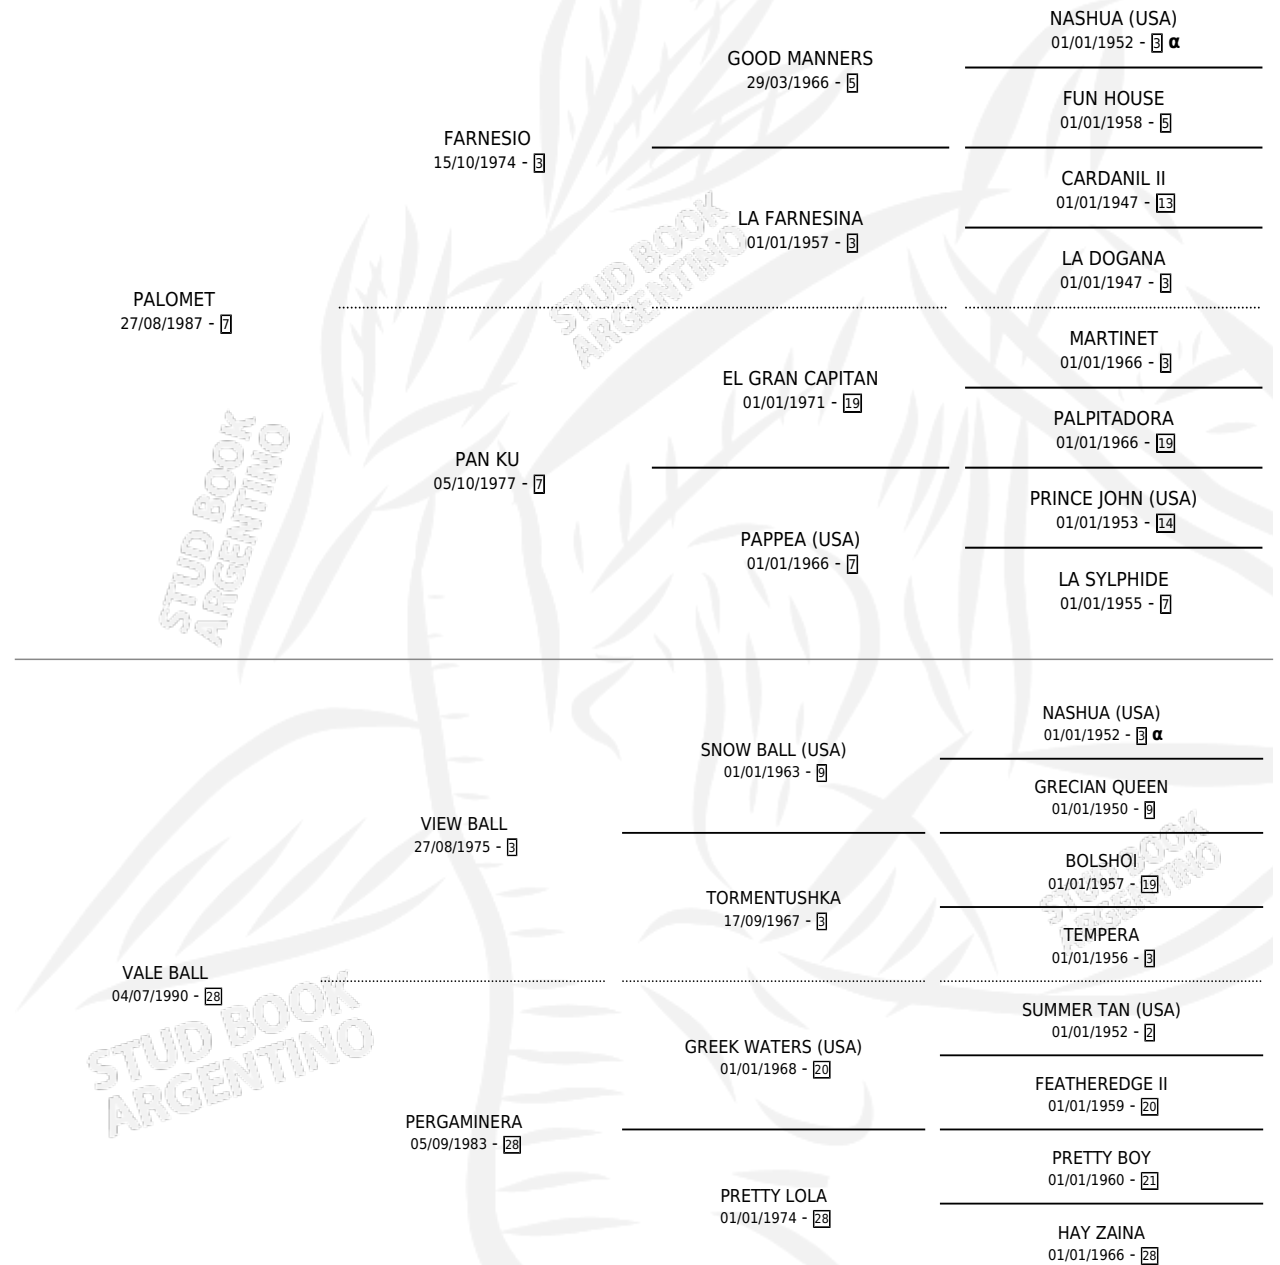 NASHUA (USA)
01/01/1952 - 3 α
GOOD MANNERS
29/03/1966 - 5
FUN HOUSE
01/01/1958 - 5
FARNESIO
15/10/1974 - 3
CARDANIL II
01/01/1947 - 13
LA FARNESINA
01/01/1957 - 3
LA DOGANA
01/01/1947 - 3
PALOMET
27/08/1987 - 7
MARTINET
01/01/1966 - 3
EL GRAN CAPITAN
01/01/1971 - 19
PALPITADORA
01/01/1966 - 19
PAN KU
05/10/1977 - 7
PRINCE JOHN (USA)
01/01/1953 - 14
PAPPEA (USA)
01/01/1966 - 7
LA SYLPHIDE
01/01/1955 - 7
NASHUA (USA)
01/01/1952 - 3 α
SNOW BALL (USA)
01/01/1963 - 9
GRECIAN QUEEN
01/01/1950 - 9
VIEW BALL
27/08/1975 - 3
BOLSHOI
01/01/1957 - 19
TORMENTUSHKA
17/09/1967 - 3
TEMPERA
01/01/1956 - 3
VALE BALL
04/07/1990 - 28
SUMMER TAN (USA)
01/01/1952 - 2
GREEK WATERS (USA)
01/01/1968 - 20
FEATHEREDGE II
01/01/1959 - 20
PERGAMINERA
05/09/1983 - 28
PRETTY BOY
01/01/1960 - 21
PRETTY LOLA
01/01/1974 - 28
HAY ZAINA
01/01/1966 - 28
STUD BOOK
ARGENTINO
STUD BOOK
ARGENTINO
STUD BOOK
ARGENTINO
STUD BOOK
ARGENTINO